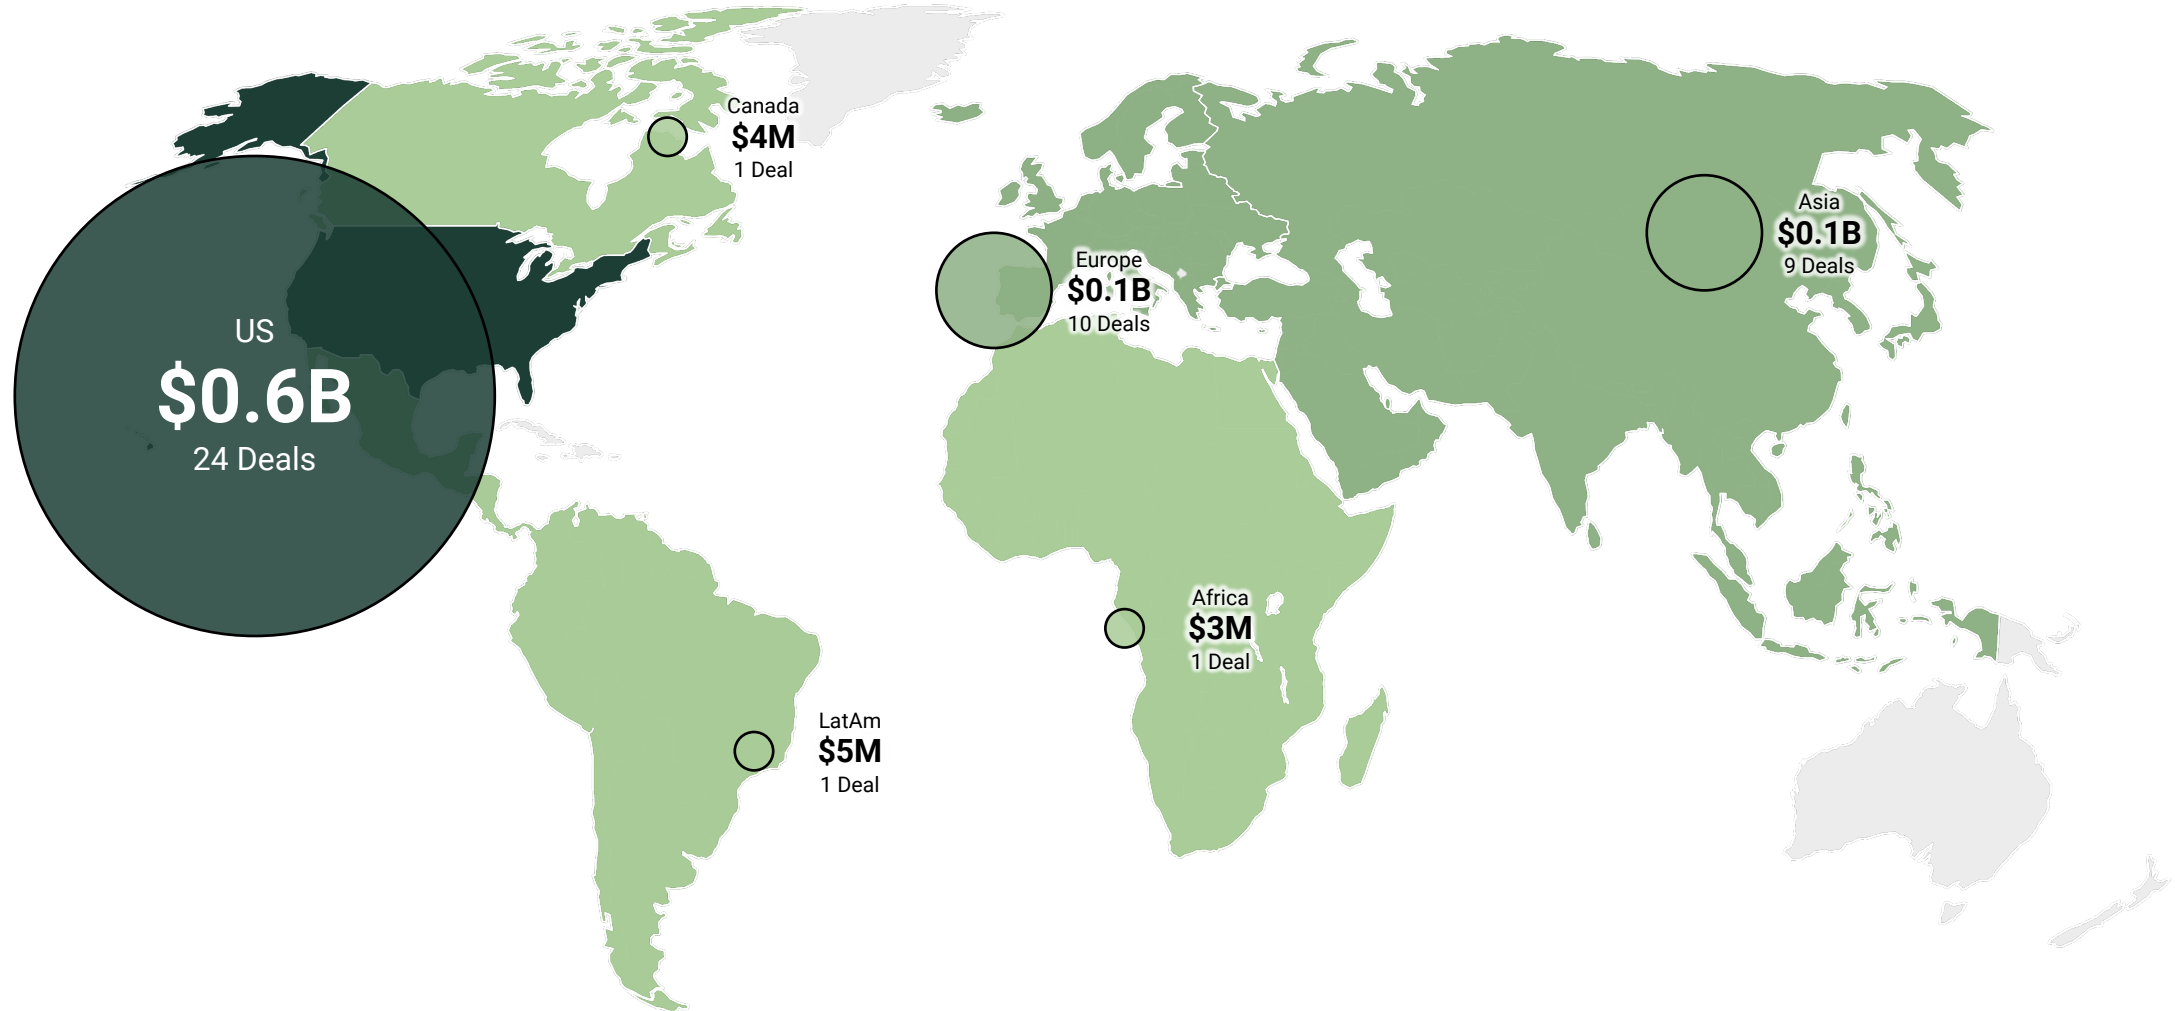 Canada
$4M
1 Deal
US
$0.6B
24 Deals
LatAm
$5M
1 Deal
Europe
$0.1B
10 Deals
Africa
$3M
1 Deal
Asia
$0.1B
9 Deals